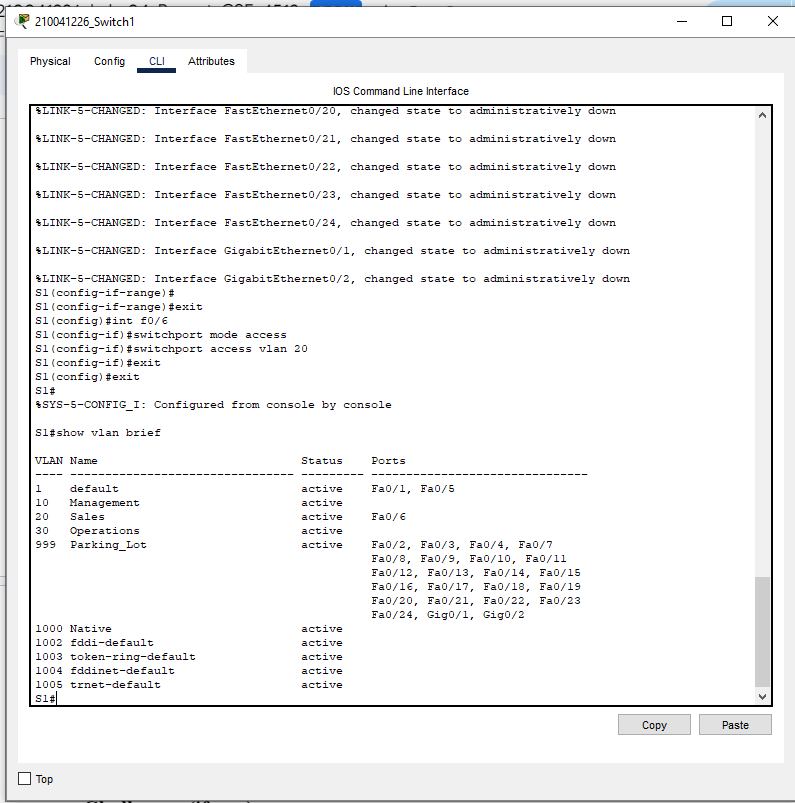 210041226_Switch1
Physical Config CLI Attributes
IOS Command Line Interface
%LINK-5-CHANGED: Interface FastEthernet0/20, changed state to administratively down
%LINK-5-CHANGED: Interface FastEthernet0/21, changed state to administratively down
%LINK-5-CHANGED: Interface FastEthernet0/22, changed state to administratively down
%LINK-5-CHANGED: Interface FastEthernet0/23, changed state to administratively down
%LINK-5-CHANGED: Interface FastEthernet0/24, changed state to administratively down
%LINK-5-CHANGED: Interface GigabitEthernet0/1, changed state to administratively down
%LINK-5-CHANGED: Interface GigabitEthernet0/2, changed state to administratively down
S1(config-if-range)#
S1(config-if-range)#exit
S1(config)#int f0/6
S1(config-if)#switchport mode access
S1(config-if)#switchport access vlan 20
S1(config-if)#exit
S1(config)#exit
S1#
%SYS-5-CONFIG_I: Configured from console by console
S1#show vlan brief
VLAN Name Status Ports
---- -------------------------------- --------- -------------------------------
1 default active Fa0/1, Fa0/5
10 Management active
20 Sales active Fa0/6
30 Operations active
999 Parking_Lot active Fa0/2, Fa0/3, Fa0/4, Fa0/7
Fa0/8, Fa0/9, Fa0/10, Fa0/11
Fa0/12, Fa0/13, Fa0/14, Fa0/15
Fa0/16, Fa0/17, Fa0/18, Fa0/19
Fa0/20, Fa0/21, Fa0/22, Fa0/23
Fa0/24, Gig0/1, Gig0/2
1000 Native active
1002 fddi-default active
1003 token-ring-default active
1004 fddinet-default active
1005 trnet-default active
S1#
Copy Paste
Top